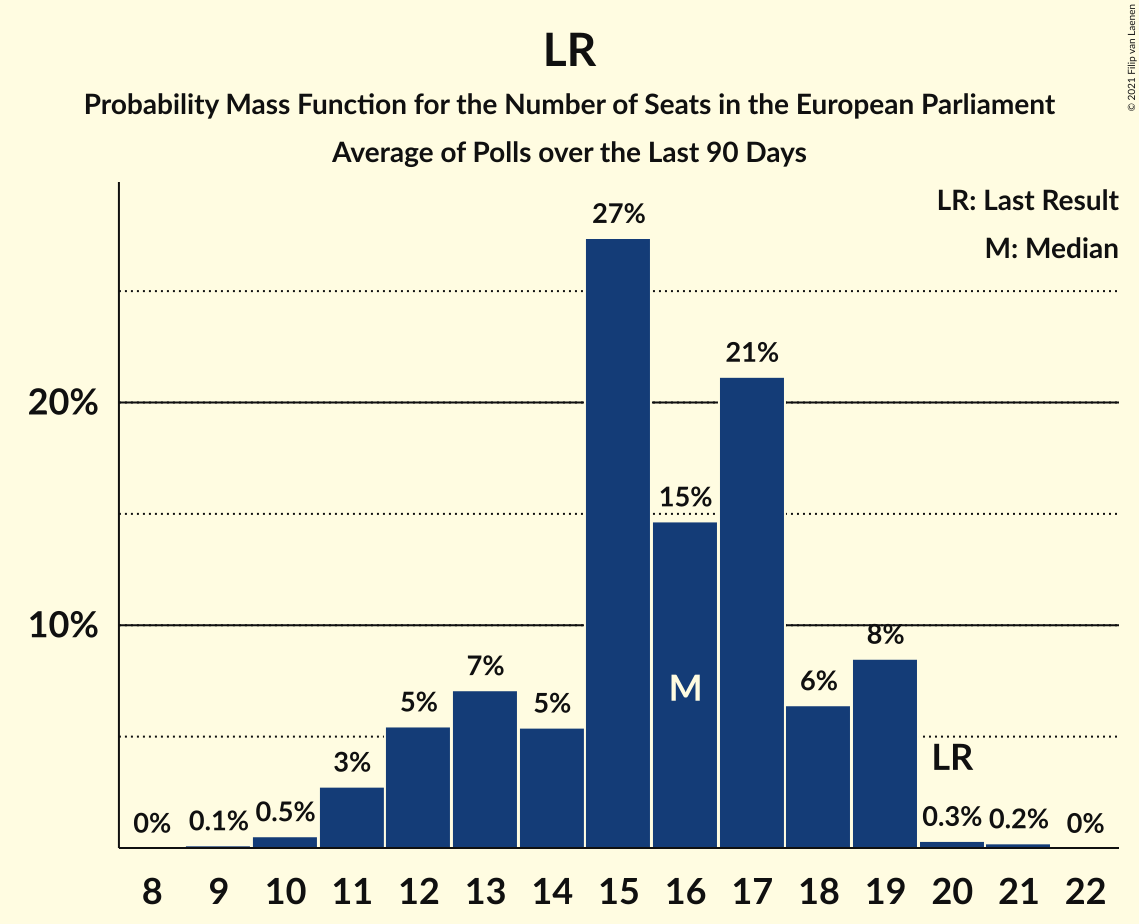 LR
Probability Mass Function for the Number of Seats in the European Parliament
Average of Polls over the Last 90 Days
© 2021 Filip van Laenen
LR: Last Result
M: Median
27%
21%
20%
15%
10%
8%
7%
M
6%
5%
5%
LR
3%
0%
0.1%
0.5%
0.3%
0.2%
0%
8 9 10 11 12 13 14 15 16 17 18 19 20 21 22